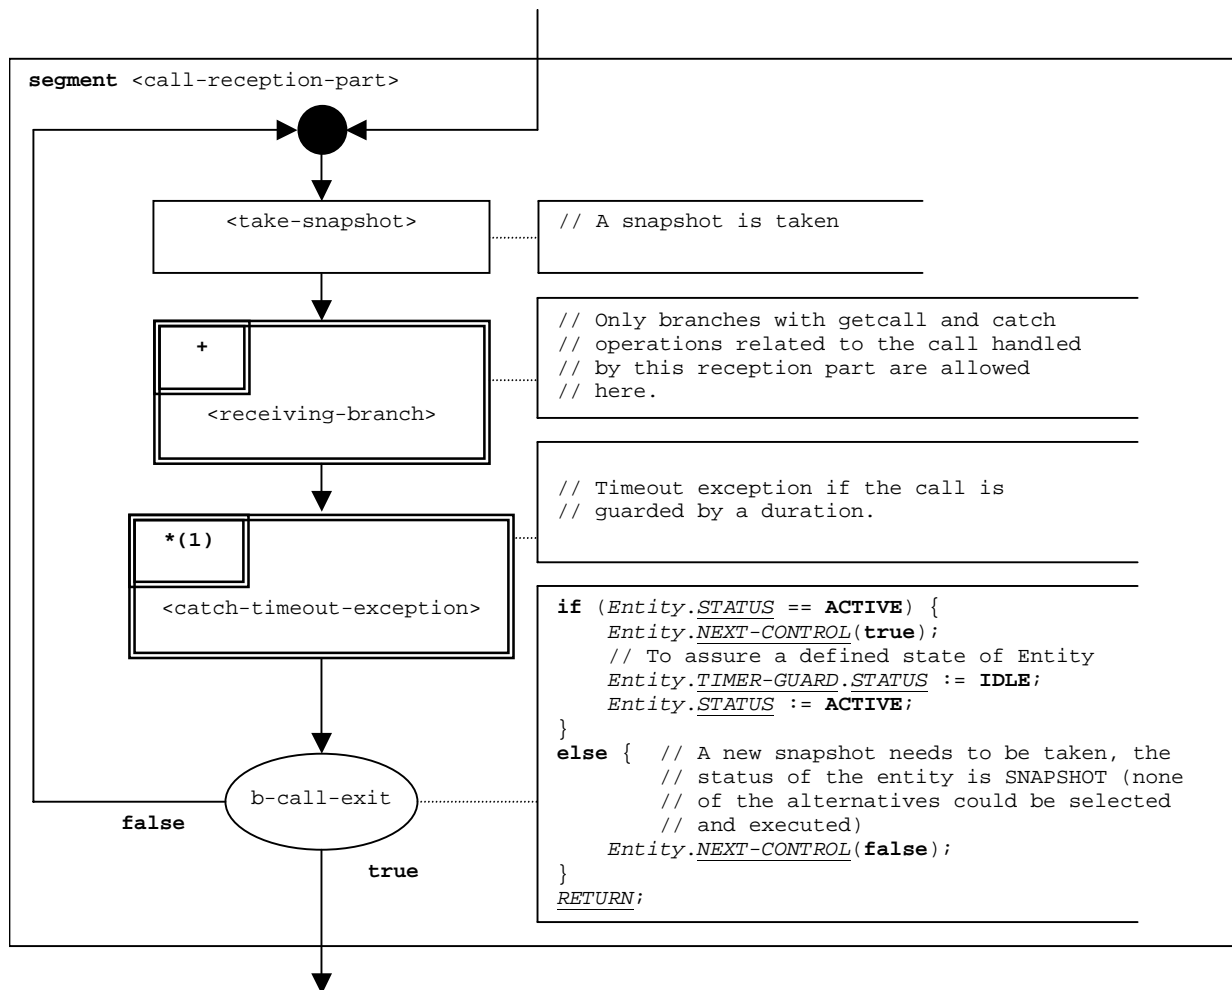 segment <call-reception-part>
<take-snapshot>
// A snapshot is taken
+
<receiving-branch>
// Only branches with getcall and catch
// operations related to the call handled
// by this reception part are allowed
// here.
*(1)
<catch-timeout-exception>
// Timeout exception if the call is
// guarded by a duration.
b-call-exit
false
true
if (Entity.STATUS == ACTIVE) {
Entity.NEXT-CONTROL(true);
// To assure a defined state of Entity
Entity.TIMER-GUARD.STATUS := IDLE;
Entity.STATUS := ACTIVE;
}
else { // A new snapshot needs to be taken, the
// status of the entity is SNAPSHOT (none
// of the alternatives could be selected
// and executed)
Entity.NEXT-CONTROL(false);
}
RETURN;